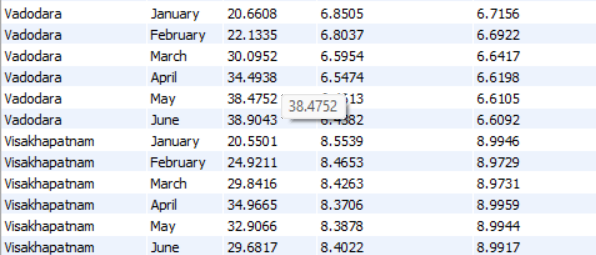 Vadodara January 20.6608 6.8505 6.7156
Vadodara February 22.1335 6.8037 6.6922
Vadodara March 30.0952 6.5954 6.6417
Vadodara April 34.4938 6.5474 6.6198
Vadodara May 38.4752 38.4752 6.6105
Vadodara June 38.9043 6.6092
Visakhapatnam January 20.5501 8.5539 8.9946
Visakhapatnam February 24.9211 8.4653 8.9729
Visakhapatnam March 29.8416 8.4263 8.9731
Visakhapatnam April 34.9665 8.3706 8.9959
Visakhapatnam May 32.9066 8.3878 8.9944
Visakhapatnam June 29.6817 8.4022 8.9917